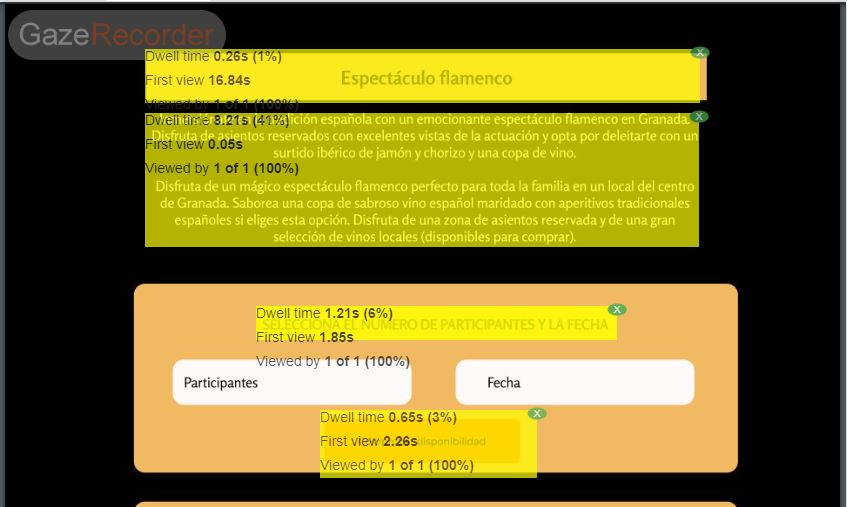 GazeRecorder
Dwell time 0.26s (1%)
Espectáculo flamenco
First view 16.84s
Viewed by 1 of 1 (100%)
Dwell time 8.21s (41%)
dición española con un emocionante espectáculo flamenco en Granada.
Disfruta de asientos reservados con excelentes vistas de la actuación y opta por deleitarte con un
First view 0.05s
surtido ibérico de jamón y chorizo y una copa de vino.
Viewed by 1 of 1 (100%)
Disfruta de un mágico espectáculo flamenco perfecto para toda la familia en un local del centro
de Granada. Saborea una copa de sabroso vino español maridado con aperitivos tradicionales
españoles si eliges esta opción. Disfruta de una zona de asientos reservada y de una gran
selección de vinos locales (disponibles para comprar).
Dwell time 1.21s (6%)
SELECCIONA EL NÚMERO DE PARTICIPANTES Y LA FECHA
First view 1.85s
Viewed by 1 of 1 (100%)
Participantes
Fecha
Dwell time 0.65s (3%)
First view 2.26s
disponibilidad
Viewed by 1 of 1 (100%)
X
X
X
X